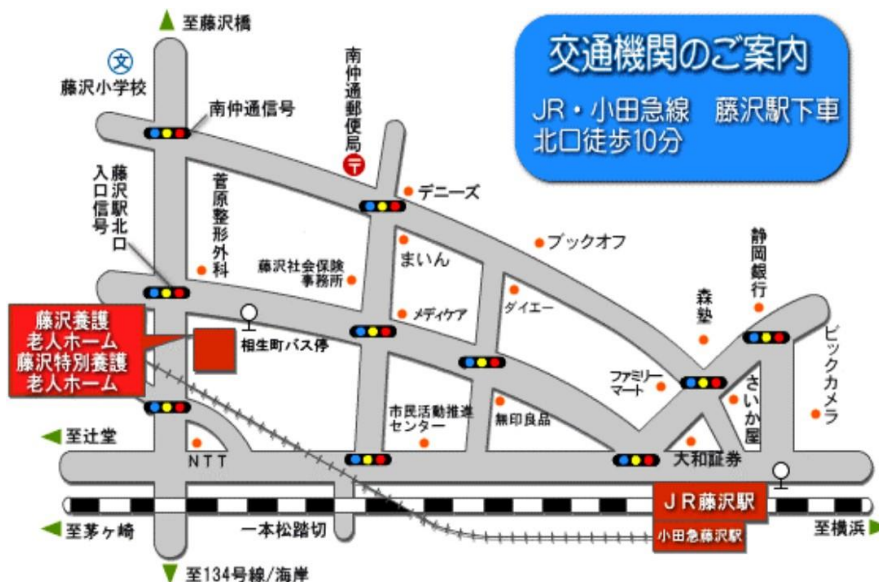 至藤沢橋
文
藤沢小学校
南仲通信号
南仲通郵便局
〒
交通機関のご案内
JR・小田急線 藤沢駅下車
北口徒歩10分
藤沢駅北口
入口信号
菅原整形外科
デニーズ
ブックオフ
静岡銀行
藤沢社会保険
事務所
まいん
ダイエー
森塾
メディケア
ビックカメラ
藤沢養護
老人ホーム
藤沢特別養護
老人ホーム
相生町バス停
ファミリー
マート
さいか屋
市民活動推進
センター
無印良品
至辻堂
NTT
大和証券
JR藤沢駅
至茅ヶ崎
一本松踏切
小田急藤沢駅
至横浜
至134号線/海岸